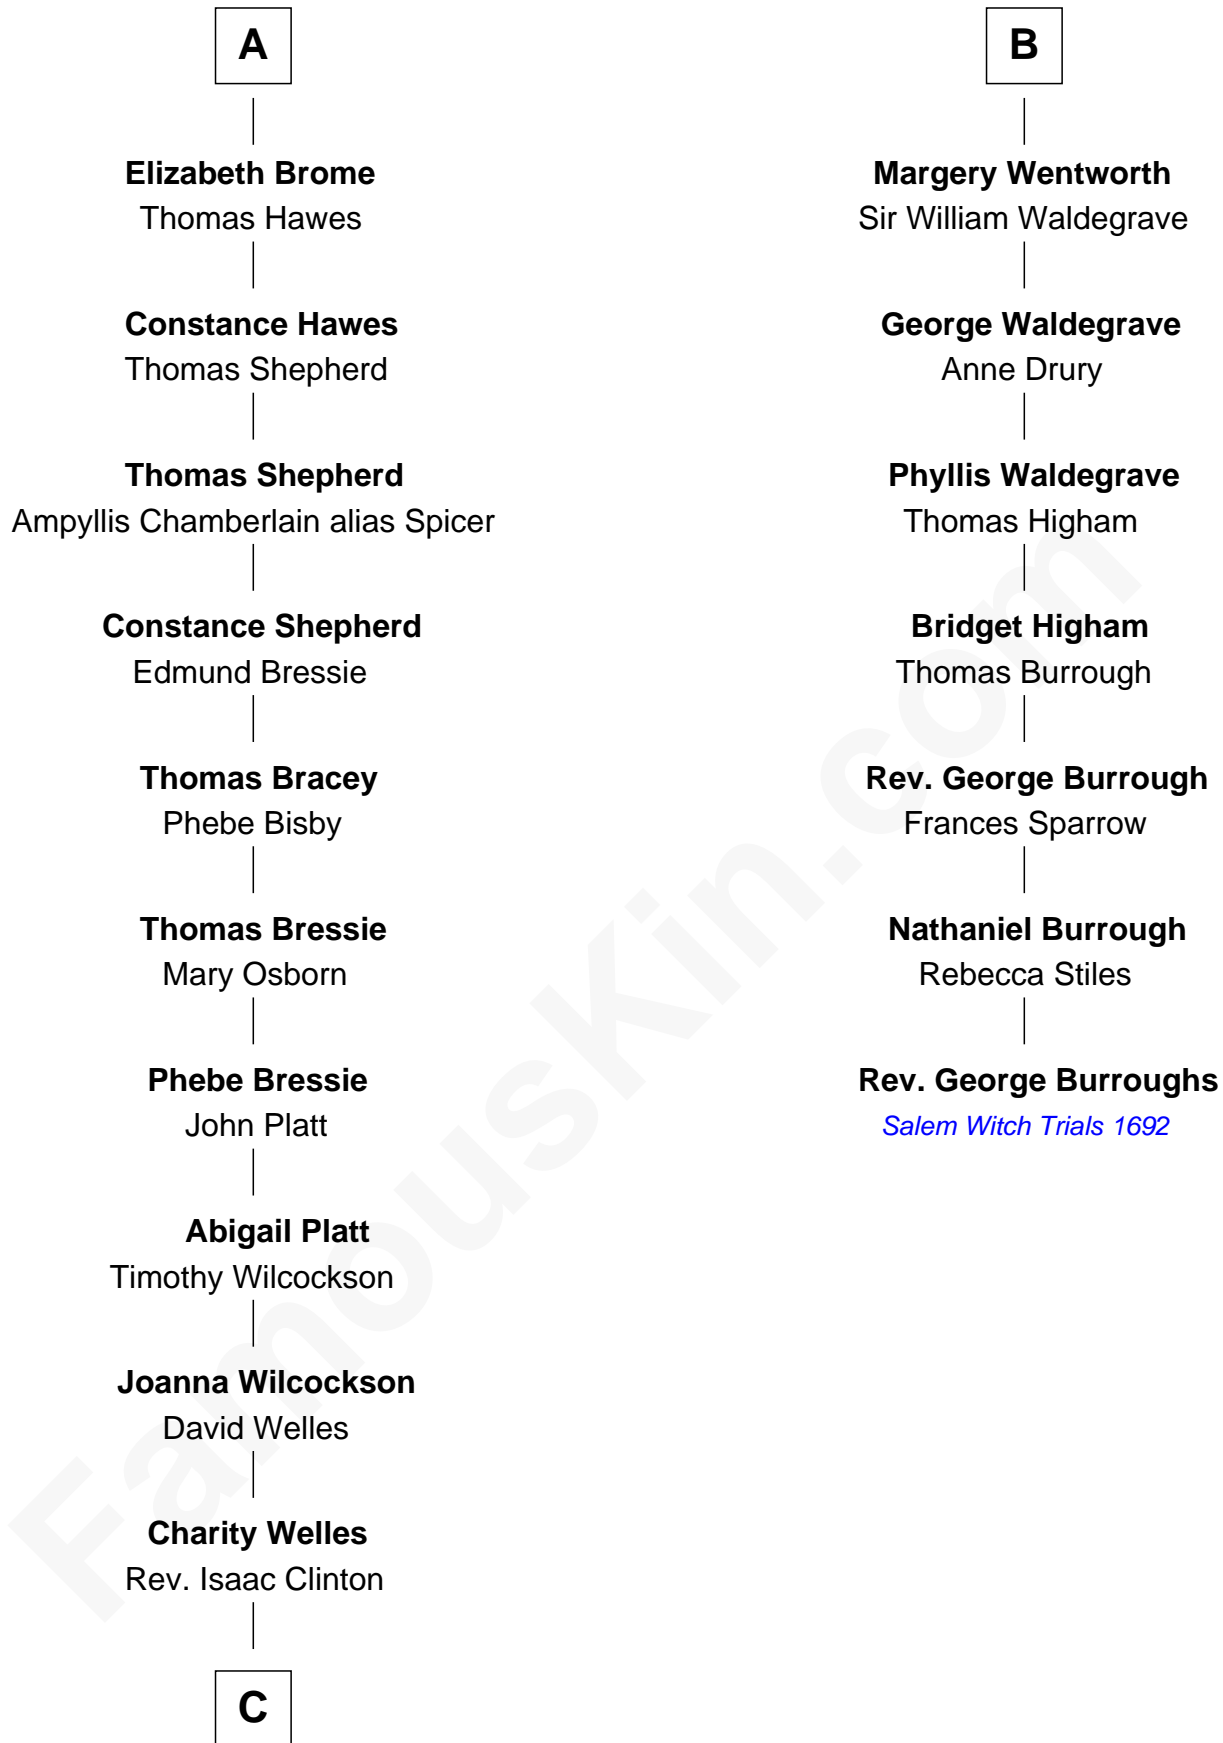 A
Elizabeth Brome
Thomas Hawes
Constance Hawes
Thomas Shepherd
Thomas Shepherd
Ampyllis Chamberlain alias Spicer
Constance Shepherd
Edmund Bressie
Thomas Bracey
Phebe Bisby
Thomas Bressie
Mary Osborn
Phebe Bressie
John Platt
Abigail Platt
Timothy Wilcockson
Joanna Wilcockson
David Welles
Charity Welles
Rev. Isaac Clinton
C
B
Margery Wentworth
Sir William Waldegrave
George Waldegrave
Anne Drury
Phyllis Waldegrave
Thomas Higham
Bridget Higham
Thomas Burrough
Rev. George Burrough
Frances Sparrow
Nathaniel Burrough
Rebecca Stiles
Rev. George Burroughs
Salem Witch Trials 1692
FamousKin.com